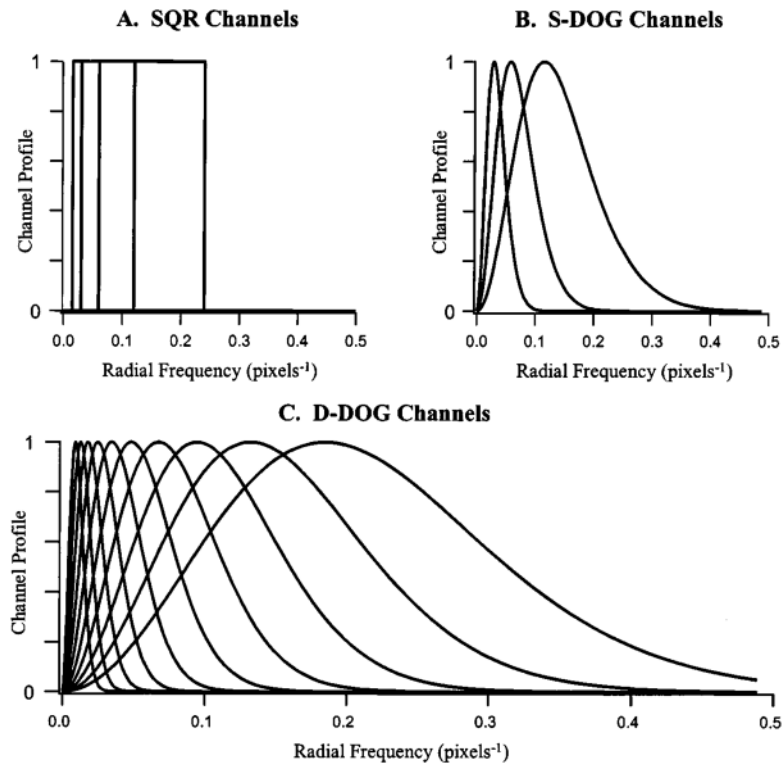 A. SQR Channels
1
Channel Profile
0
0.0 0.1 0.2 0.3 0.4 0.5
Radial Frequency (pixels-1)
B. S-DOG Channels
1
Channel Profile
0
0.0 0.1 0.2 0.3 0.4 0.5
Radial Frequency (pixels-1)
C. D-DOG Channels
1
Channel Profile
0
0.0 0.1 0.2 0.3 0.4 0.5
Radial Frequency (pixels-1)